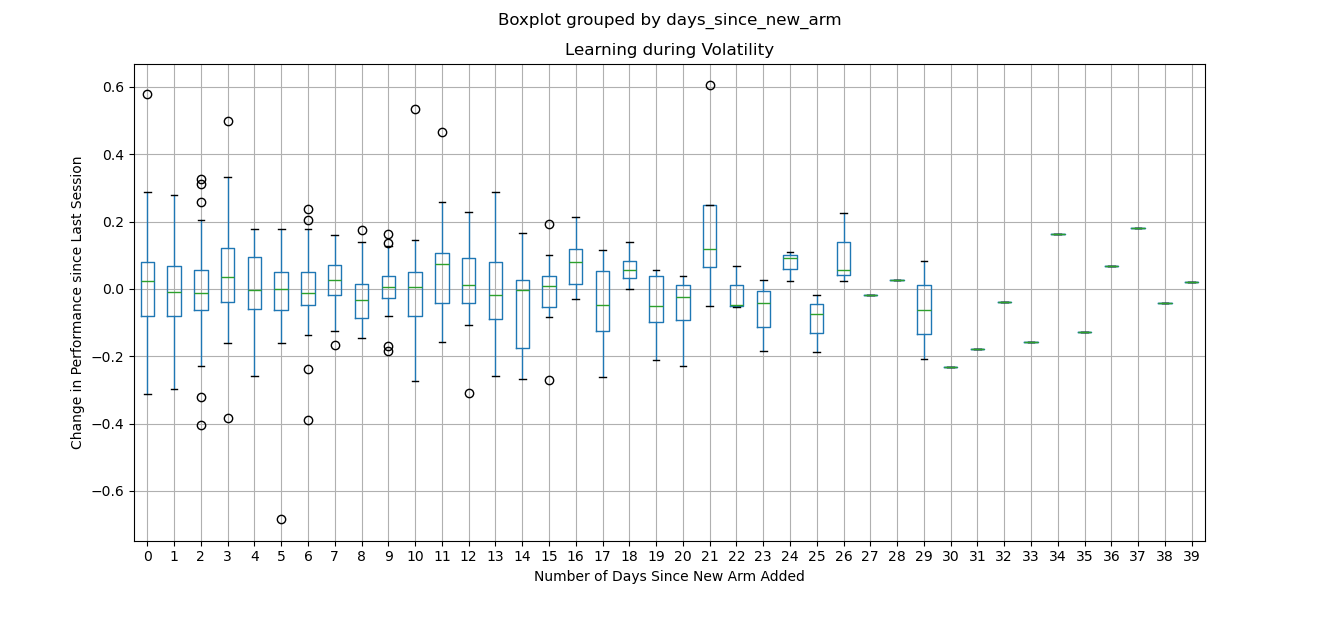 Boxplot grouped by days_since_new_arm
Learning during Volatility
Change in Performance since Last Session
0.6
0.4
0.2
0.0
−0.2
−0.4
−0.6
0 1 2 3 4 5 6 7 8 9 10 11 12 13 14 15 16 17 18 19 20 21 22 23 24 25 26 27 28 29 30 31 32 33 34 35 36 37 38 39
Number of Days Since New Arm Added